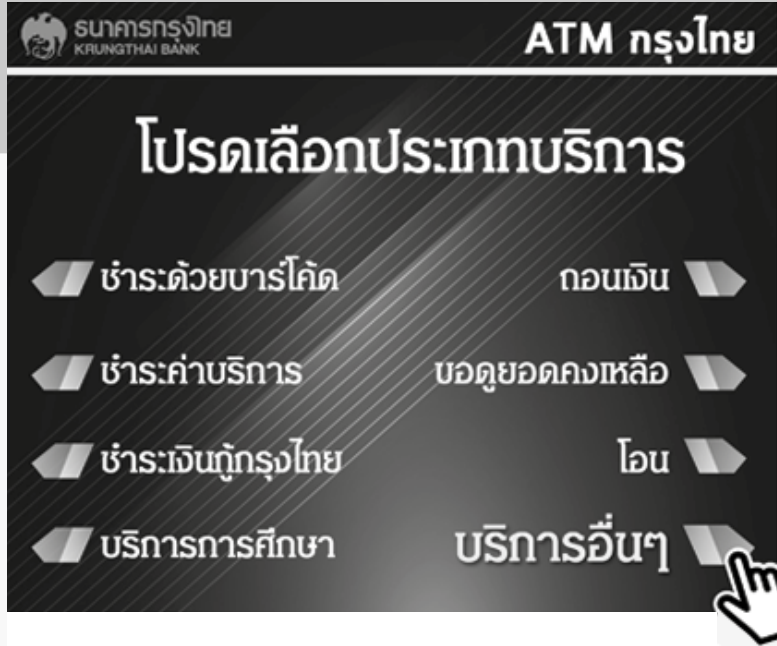 ธนาคารกรุงไทย
KRUNGTHAI BANK
ATM กรุงไทย
โปรดเลือกประเภทบริการ
ชำระด้วยบาร์โค้ด
ถอนเงิน
ชำระค่าบริการ
ขอดูยอดคงเหลือ
ชำระเงินกู้กรุงไทย
โอน
บริการการศึกษา
บริการอื่นๆ